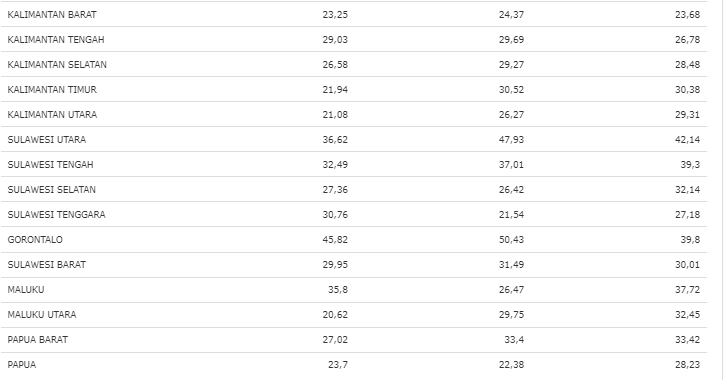 KALIMANTAN BARAT 23,25 24,37 23,68
KALIMANTAN TENGAH 29,03 29,69 26,78
KALIMANTAN SELATAN 26,58 29,27 28,48
KALIMANTAN TIMUR 21,94 30,52 30,38
KALIMANTAN UTARA 21,08 26,27 29,31
SULAWESI UTARA 36,62 47,93 42,14
SULAWESI TENGAH 32,49 37,01 39,3
SULAWESI SELATAN 27,36 26,42 32,14
SULAWESI TENGGARA 30,76 21,54 27,18
GORONTALO 45,82 50,43 39,8
SULAWESI BARAT 29,95 31,49 30,01
MALUKU 35,8 26,47 37,72
MALUKU UTARA 20,62 29,75 32,45
PAPUA BARAT 27,02 33,4 33,42
PAPUA 23,7 22,38 28,23